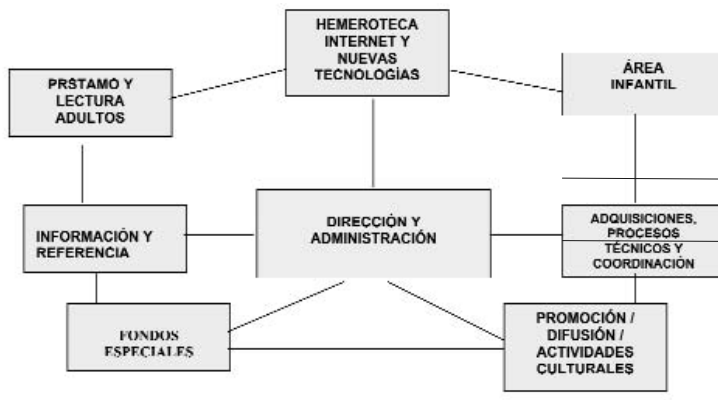 HEMEROTECA
INTERNET Y
NUEVAS
TECNOLOGÍAS
PRSTAMO Y
LECTURA
ADULTOS
ÁREA
INFANTIL
INFORMACIÓN Y
REFERENCIA
DIRECCIÓN Y
ADMINISTRACIÓN
ADQUISICIONES,
PROCESOS
TÉCNICOS Y
COORDINACIÓN
FONDOS
ESPECIALES
PROMOCIÓN /
DIFUSIÓN /
ACTIVIDADES
CULTURALES